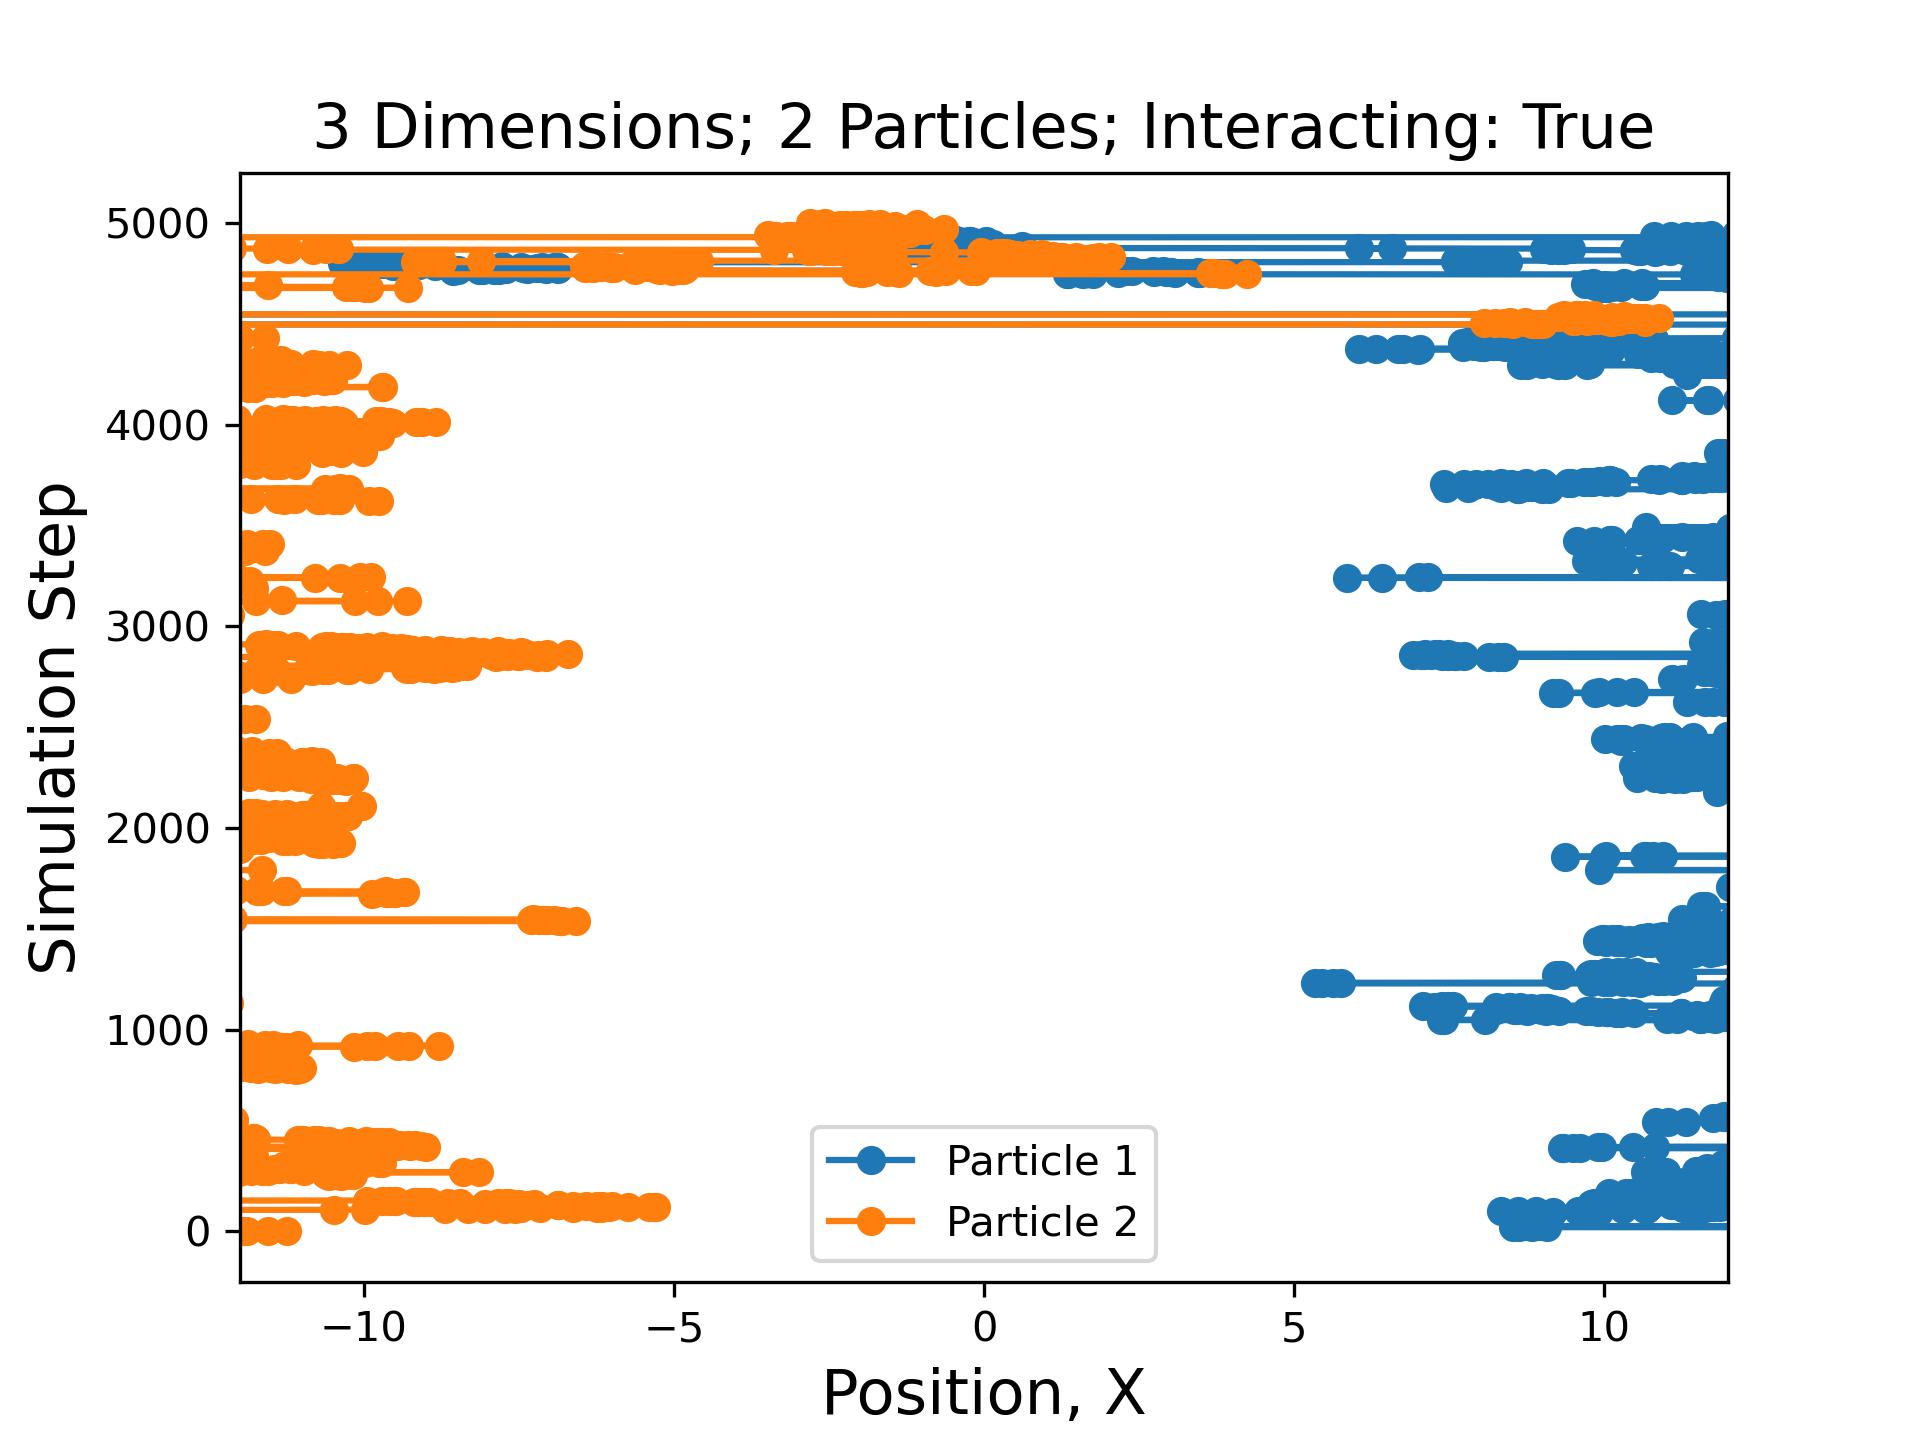 3 Dimensions; 2 Particles; Interacting: True
Simulation Step
5000
4000
3000
2000
1000
0
Particle 1
Particle 2
−10
−5
0
5
10
Position, X